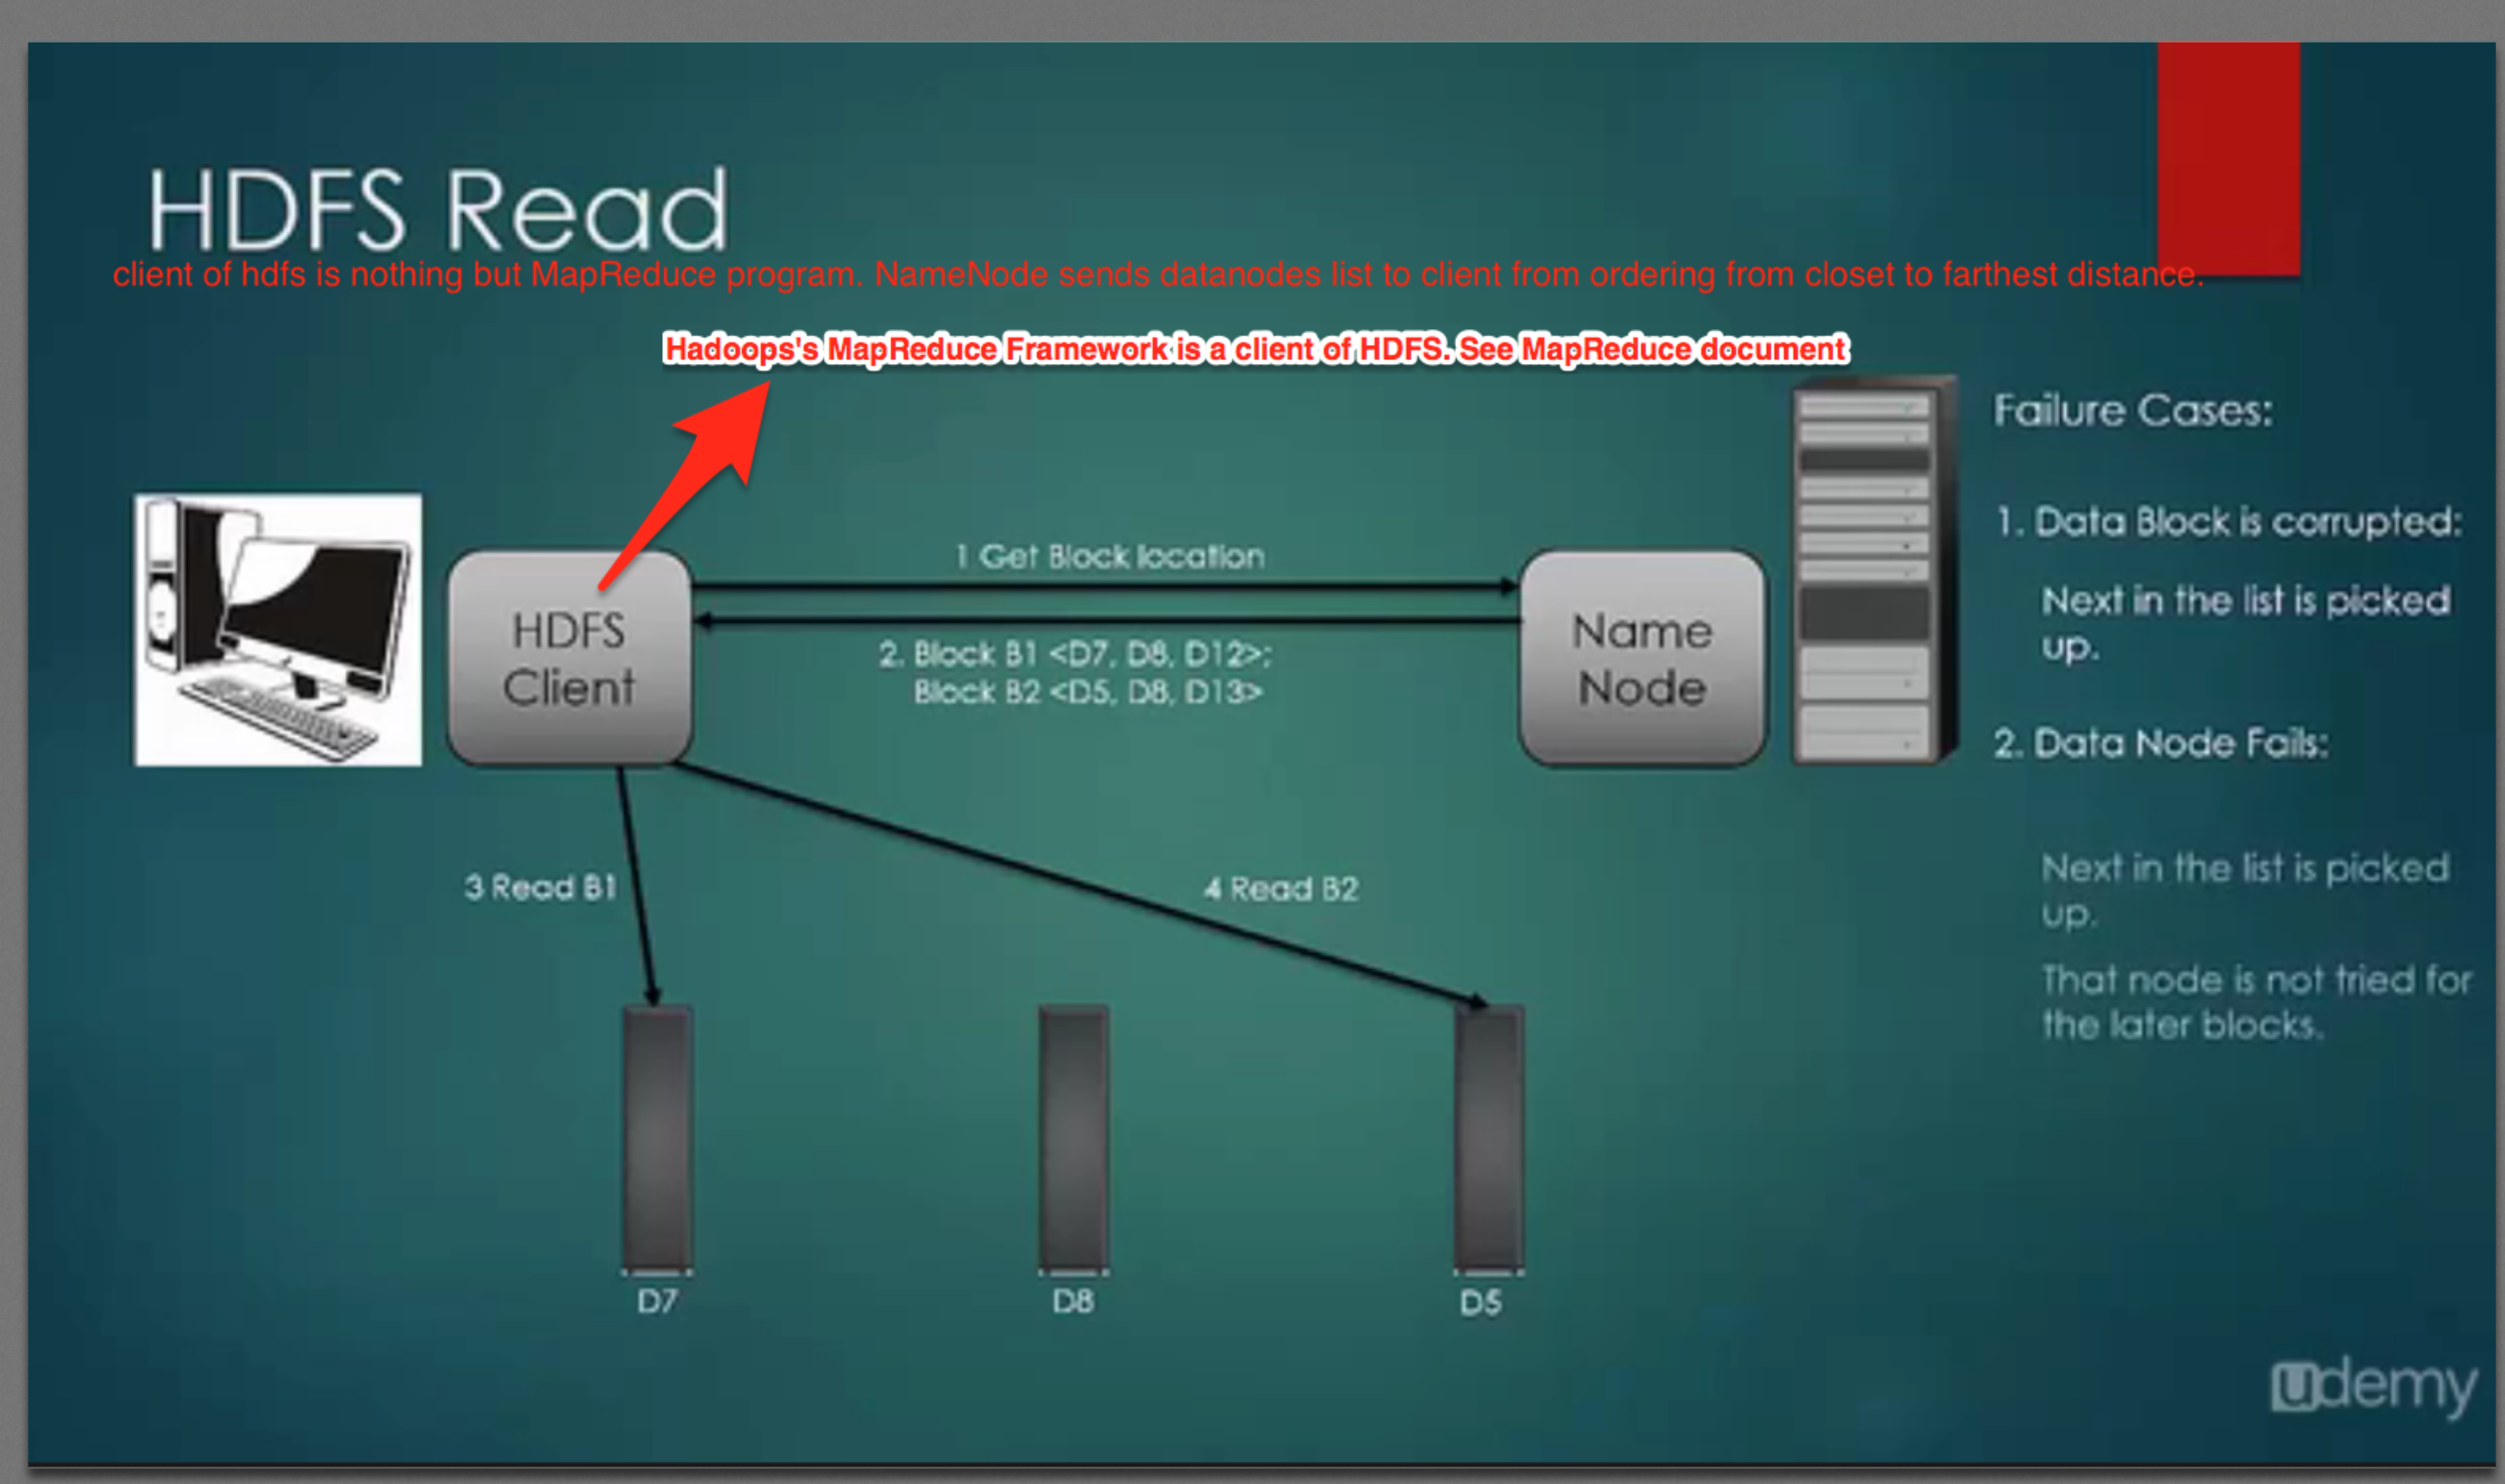 HDFS Read
client of hdfs is nothing but MapReduce program. NameNode sends datanodes list to client from ordering from closet to farthest distance.
Hadoops's MapReduce Framework is a client of HDFS. See MapReduce document
Failure Cases:
1. Data Block is corrupted:
Next in the list is picked
up.
2. Data Node Fails:
Next in the list is picked
up.
That node is not tried for
the later blocks.
HDFS
Client
1 Get Block location
2. Block B1 <D7, D8, D12>;
Block B2 <D5, D8, D13>
Name
Node
3 Read B1
4 Read B2
D7
D8
D5
udemy